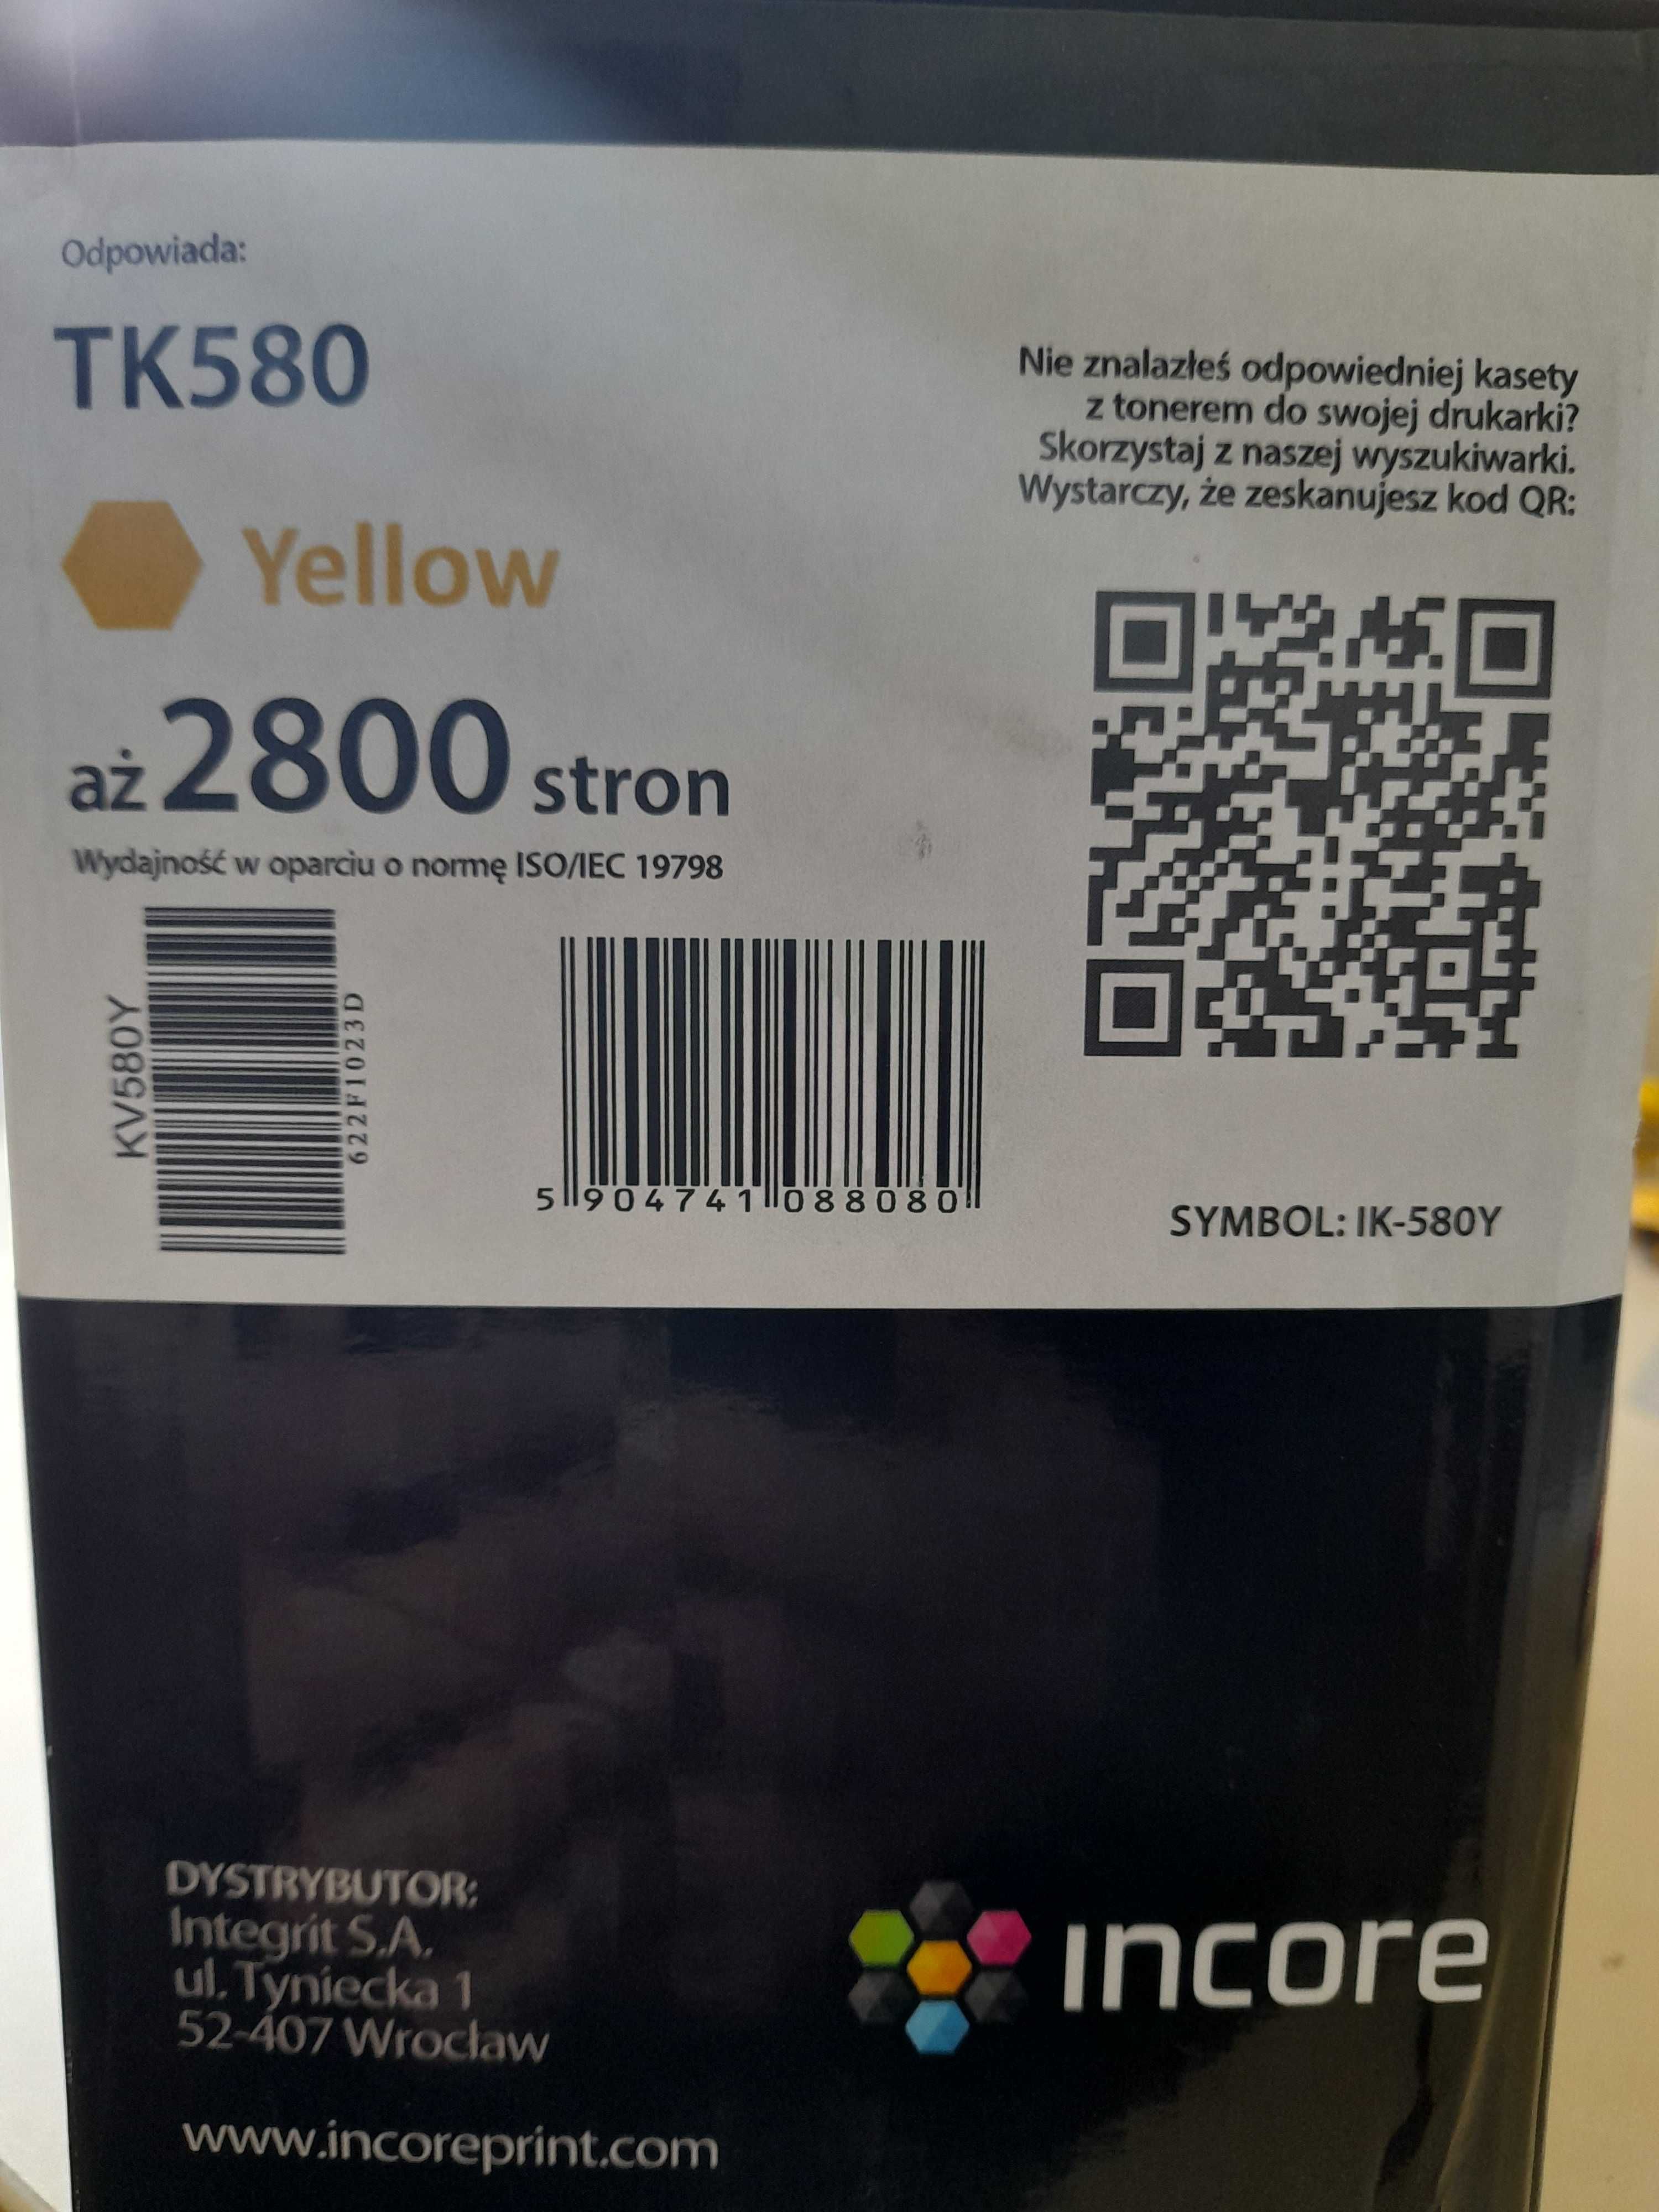 Odpowiada:
TK580
Yellow
aż 2800 stron
Wydajność w oparciu o normę ISO/IEC 19798
Nie znalazłeś odpowiedniej kasety
z tonerem do swojej drukarki?
Skorzystaj z naszej wyszukiwarki.
Wystarczy, że zeskanujesz kod QR:
KV580Y
622F1023D
5 904741 088080
SYMBOL: IK-580Y
DYSTRYBUTOR:
Integrit S.A.
ul. Tyniecka 1
52-407 Wrocław
www.incoreprint.com
incore